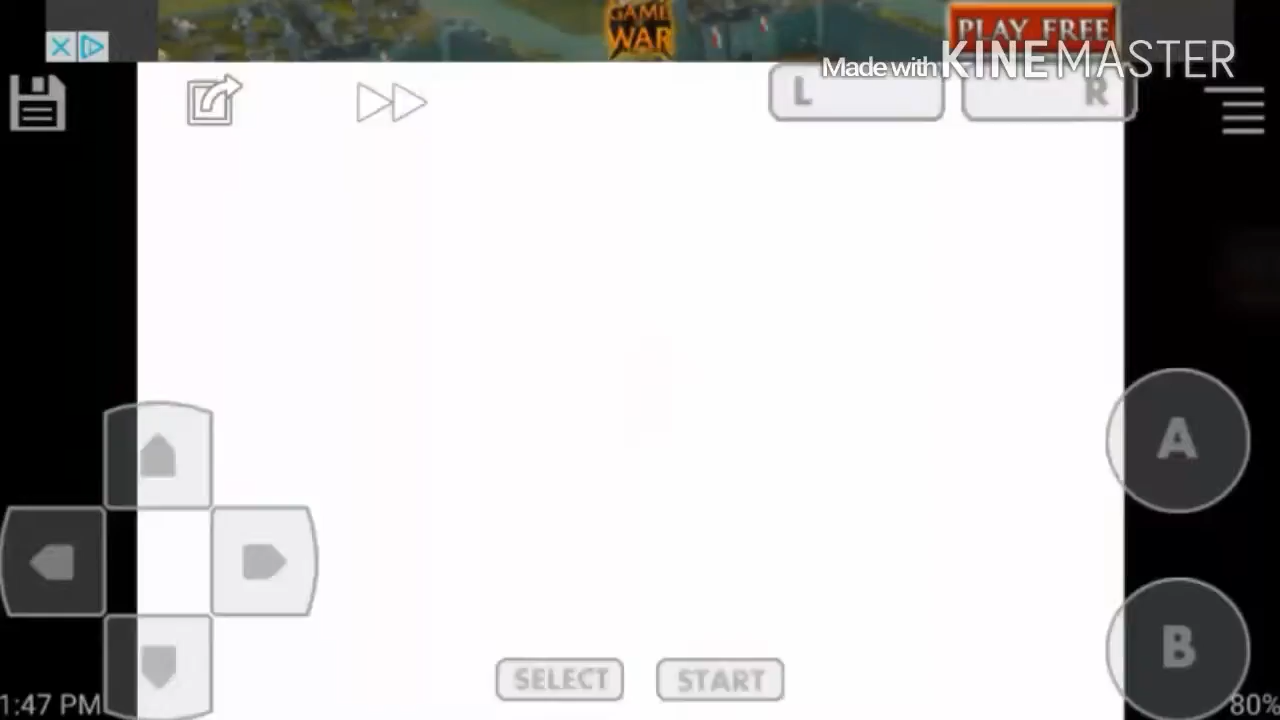 GAME
WAR
PLAY FREE
Made with KINEMASTER
L
R
A
B
SELECT
START
1:47 PM
80%